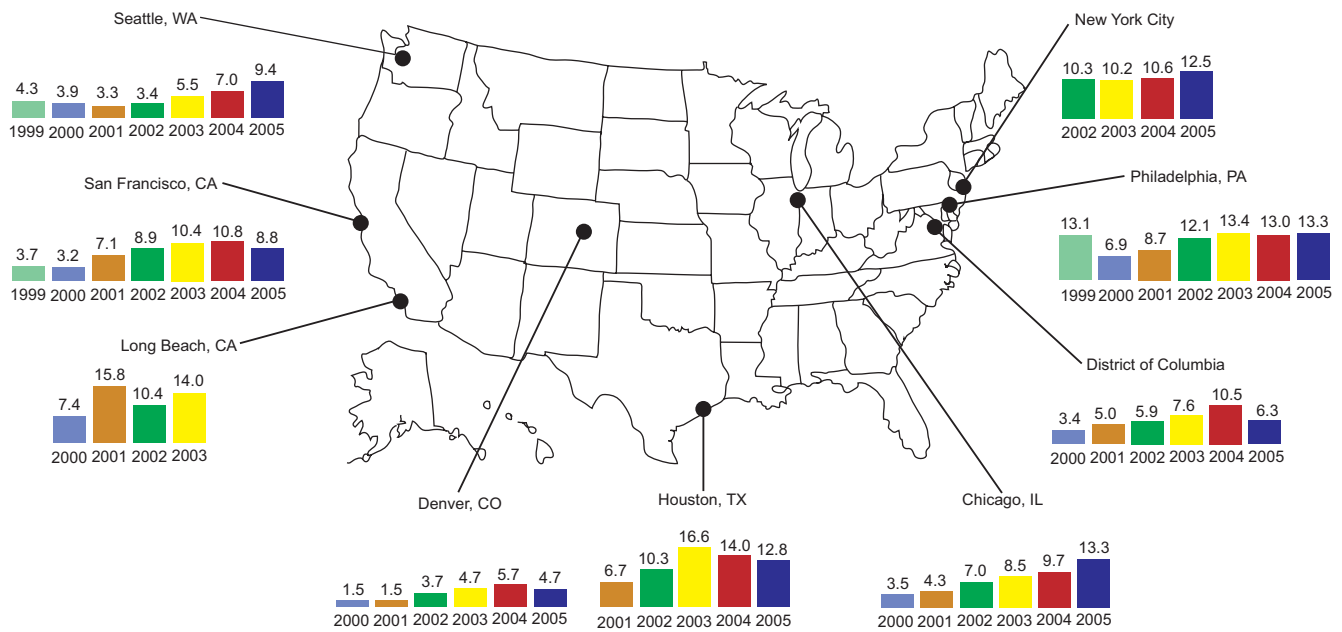 Seattle, WA
4.3 3.9 3.3 3.4 5.5 7.0 9.4
1999 2000 2001 2002 2003 2004 2005
New York City
10.3 10.2 10.6 12.5
2002 2003 2004 2005
San Francisco, CA
3.7 3.2 7.1 8.9 10.4 10.8 8.8
1999 2000 2001 2002 2003 2004 2005
Philadelphia, PA
13.1 6.9 8.7 12.1 13.4 13.0 13.3
1999 2000 2001 2002 2003 2004 2005
Long Beach, CA
7.4 15.8 10.4 14.0
2000 2001 2002 2003
District of Columbia
3.4 5.0 5.9 7.6 10.5 6.3
2000 2001 2002 2003 2004 2005
Denver, CO
1.5 1.5 3.7 4.7 5.7 4.7
2000 2001 2002 2003 2004 2005
Houston, TX
6.7 10.3 16.6 14.0 12.8
2001 2002 2003 2004 2005
Chicago, IL
3.5 4.3 7.0 8.5 9.7 13.3
2000 2001 2002 2003 2004 2005